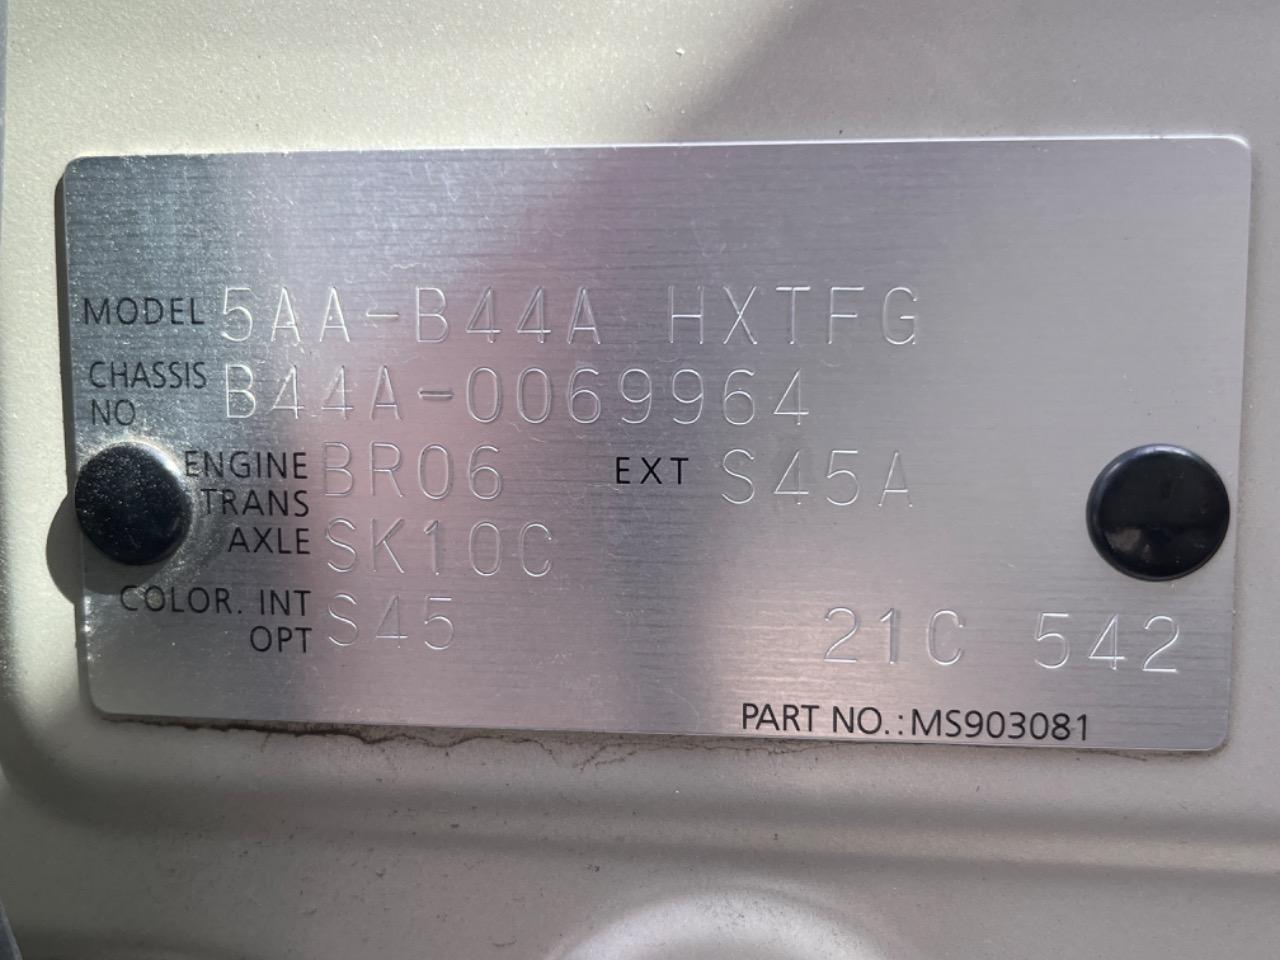 MODEL 5AA-B44A HXTFG
CHASSIS NO B44A-0069964
ENGINE BR06 EXT S45A
TRANS AXLE SK10C
COLOR. INT OPT S45 21C 542
PART NO.:MS903081